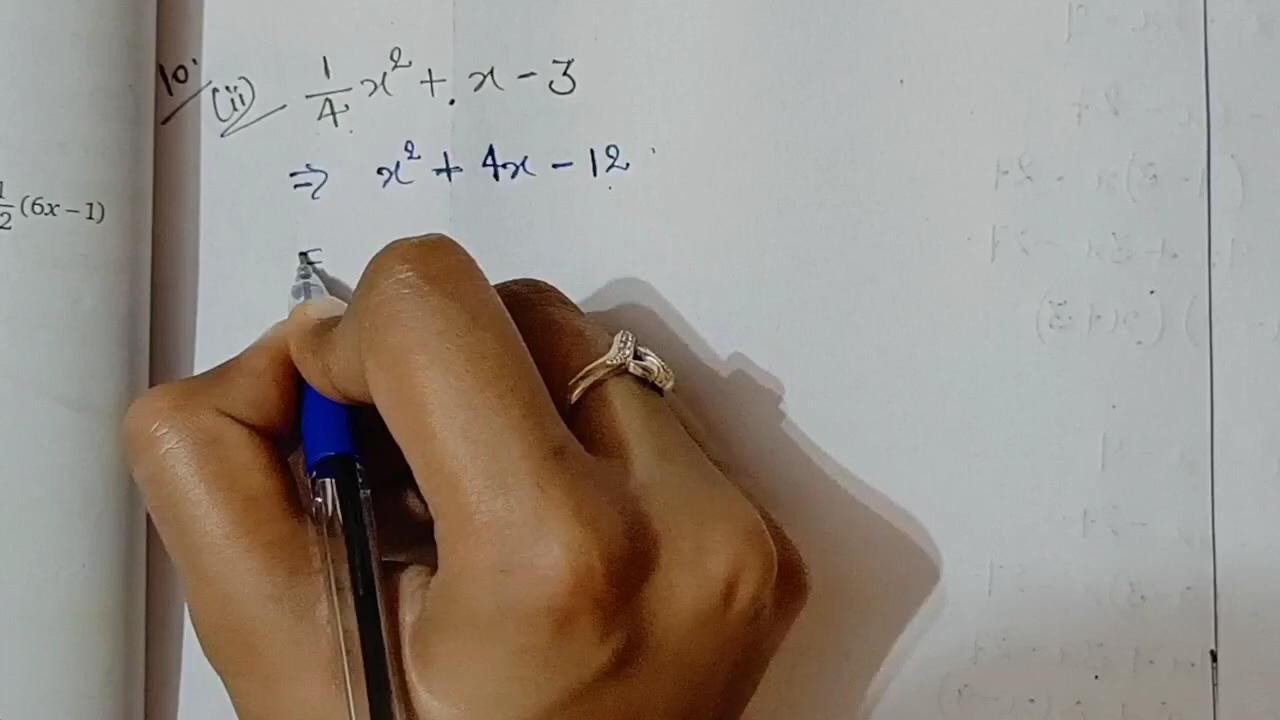 10. (ii) 1/4 x² + x - 3
⇒ x² + 4x - 12
=
1/2 (6x – 1)